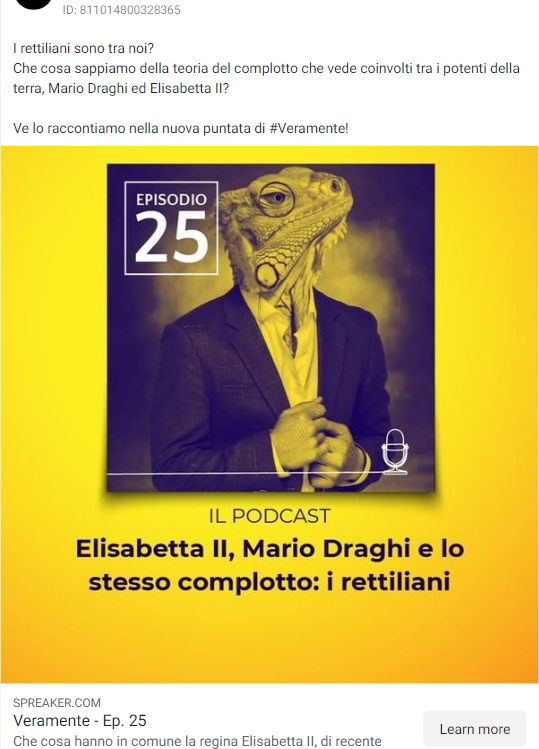 ID: 811014800328365
I rettiliani sono tra noi?
Che cosa sappiamo della teoria del complotto che vede coinvolti tra i potenti della
terra, Mario Draghi ed Elisabetta II?
Ve lo raccontiamo nella nuova puntata di #Veramente!
EPISODIO
25
IL PODCAST
Elisabetta II, Mario Draghi e lo
stesso complotto: i rettiliani
SPREAKER.COM
Veramente - Ep. 25
Che cosa hanno in comune la regina Elisabetta II, di recente
Learn more